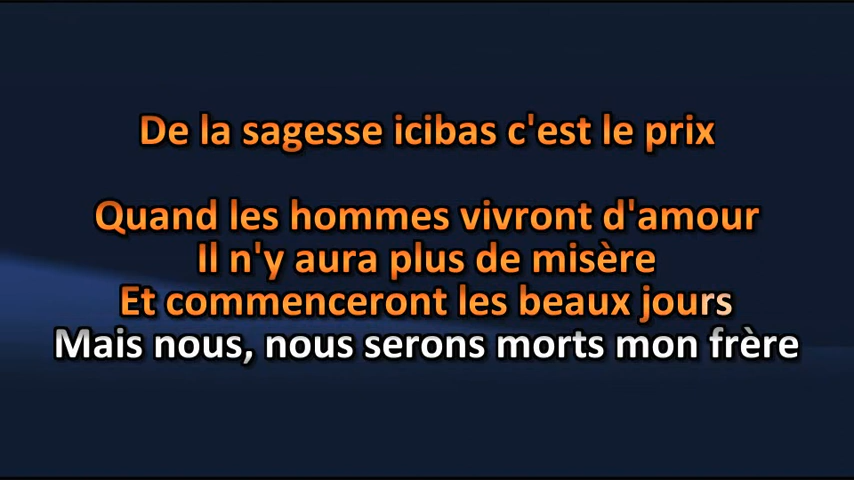 De la sagesse icibas c'est le prix
Quand les hommes vivront d'amour
Il n'y aura plus de misère
Et commenceront les beaux jours
Mais nous, nous serons morts mon frère